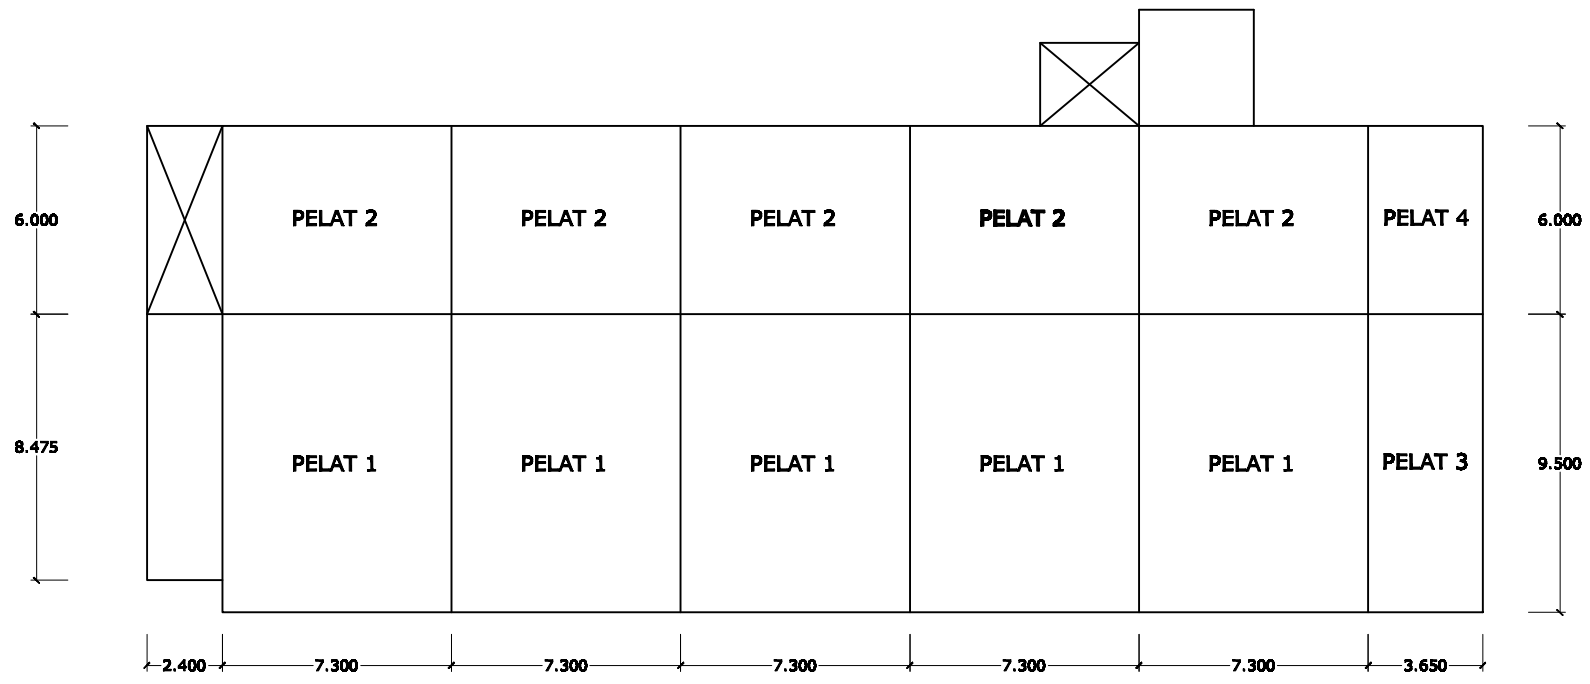 6.000
PELAT 2
PELAT 2
PELAT 2
PELAT 2
PELAT 2
PELAT 4
6.000
8.475
PELAT 1
PELAT 1
PELAT 1
PELAT 1
PELAT 1
PELAT 3
9.500
2.400
7.300
7.300
7.300
7.300
7.300
3.650